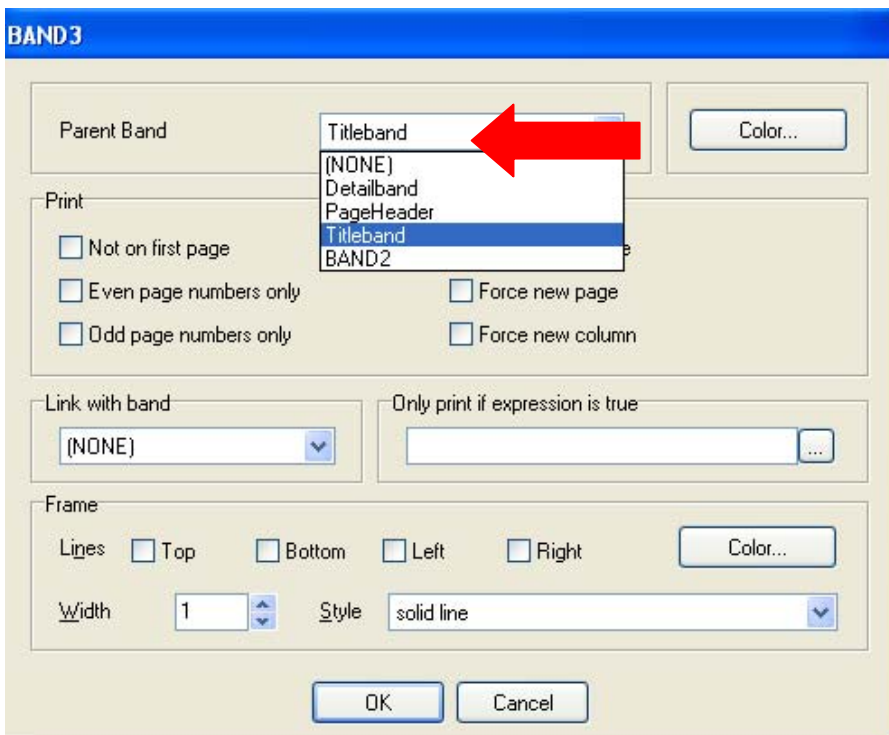 BAND3
Parent Band
Titleband
Color...
(NONE)
Detailband
PageHeader
Titleband
BAND2
Print
Not on first page
Even page numbers only
Force new page
Odd page numbers only
Force new column
Link with band
Only print if expression is true
(NONE)
...
Frame
Lines Top Bottom Left Right Color...
Width 1 Style solid line
OK Cancel